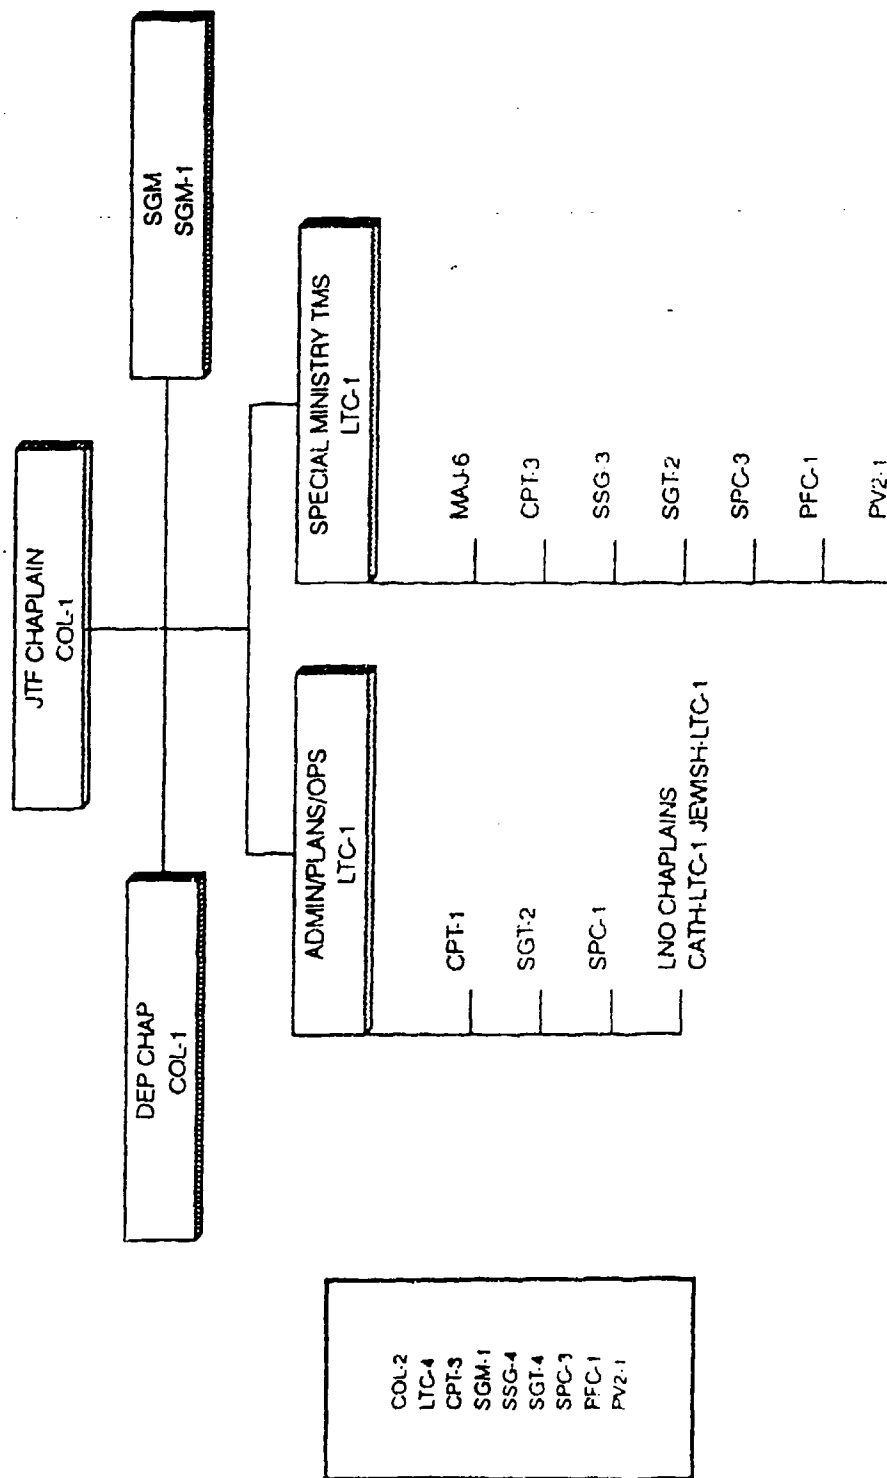 JTF CHAPLAIN
COL-1
DEP CHAP
COL-1
SGM
SGM-1
ADMIN/PLANS/OPS
LTC-1
CPT-1
SGT-2
SPC-1
LNO CHAPLAINS
CATH-LTC-1 JEWISH-LTC-1
SPECIAL MINISTRY TMS
LTC-1
MAJ-6
CPT-3
SSG-3
SGT-2
SPC-3
PFC-1
PV2-1
COL-2
LTC-4
CPT-3
SGM-1
SSG-4
SGT-4
SPC-3
PFC-1
PV2-1